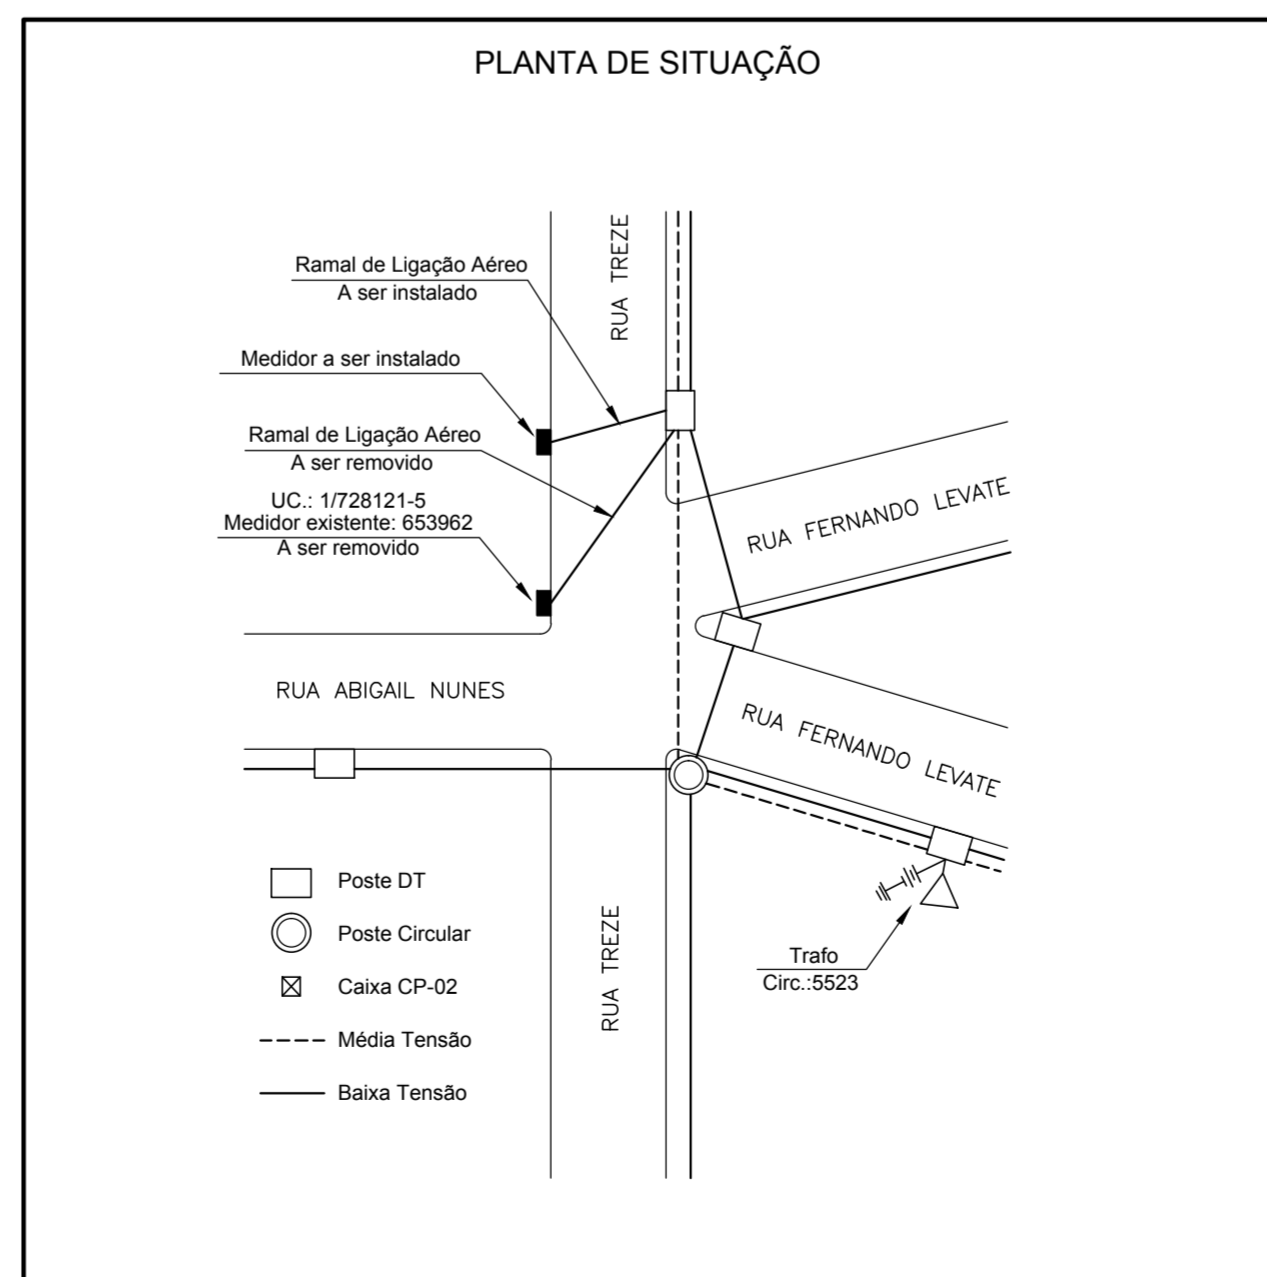 PLANTA DE SITUAÇÃO
RUA TREZE
Ramal de Ligação Aéreo
A ser instalado
Medidor a ser instalado
Ramal de Ligação Aéreo
A ser removido
UC.: 1/728121-5
Medidor existente: 653962
A ser removido
RUA FERNANDO LEVATE
RUA ABIGAIL NUNES
RUA FERNANDO LEVATE
Poste DT
Poste Circular
Caixa CP-02
Média Tensão
Baixa Tensão
RUA TREZE
Trafo
Circ.:5523